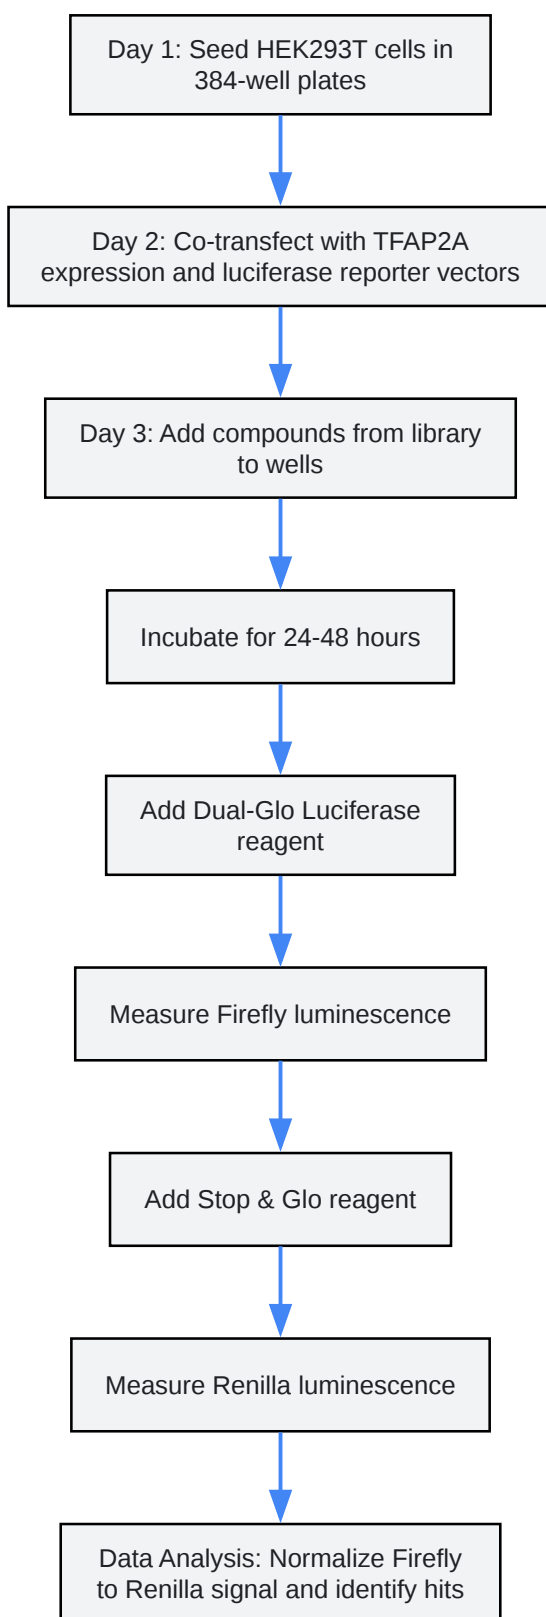 Day 1: Seed HEK293T cells in
384-well plates
Day 2: Co-transfect with TFAP2A
expression and luciferase reporter vectors
Day 3: Add compounds from library
to wells
Incubate for 24-48 hours
Add Dual-Glo Luciferase
reagent
Measure Firefly luminescence
Add Stop & Glo reagent
Measure Renilla luminescence
Data Analysis: Normalize Firefly
to Renilla signal and identify hits